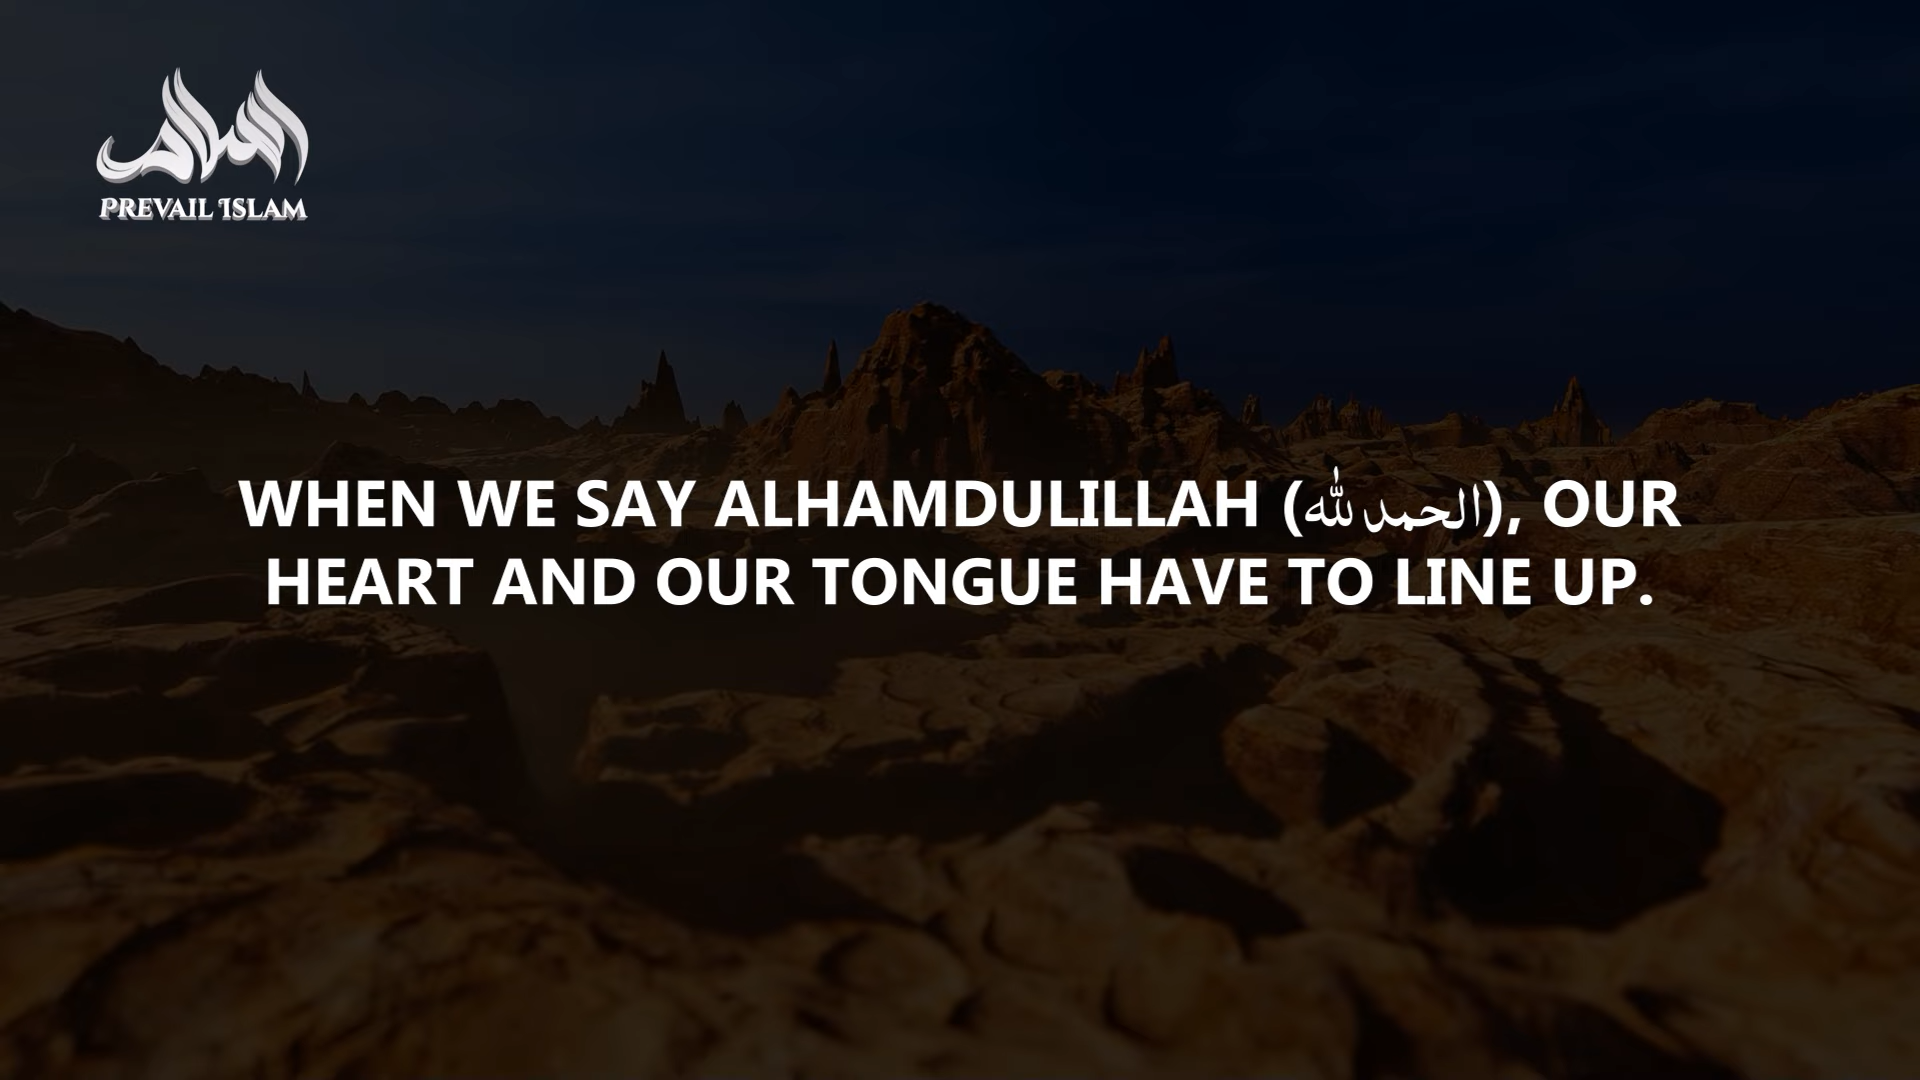 PREVAIL ISLAM
WHEN WE SAY ALHAMDULILLAH (الحمد لله), OUR
HEART AND OUR TONGUE HAVE TO LINE UP.